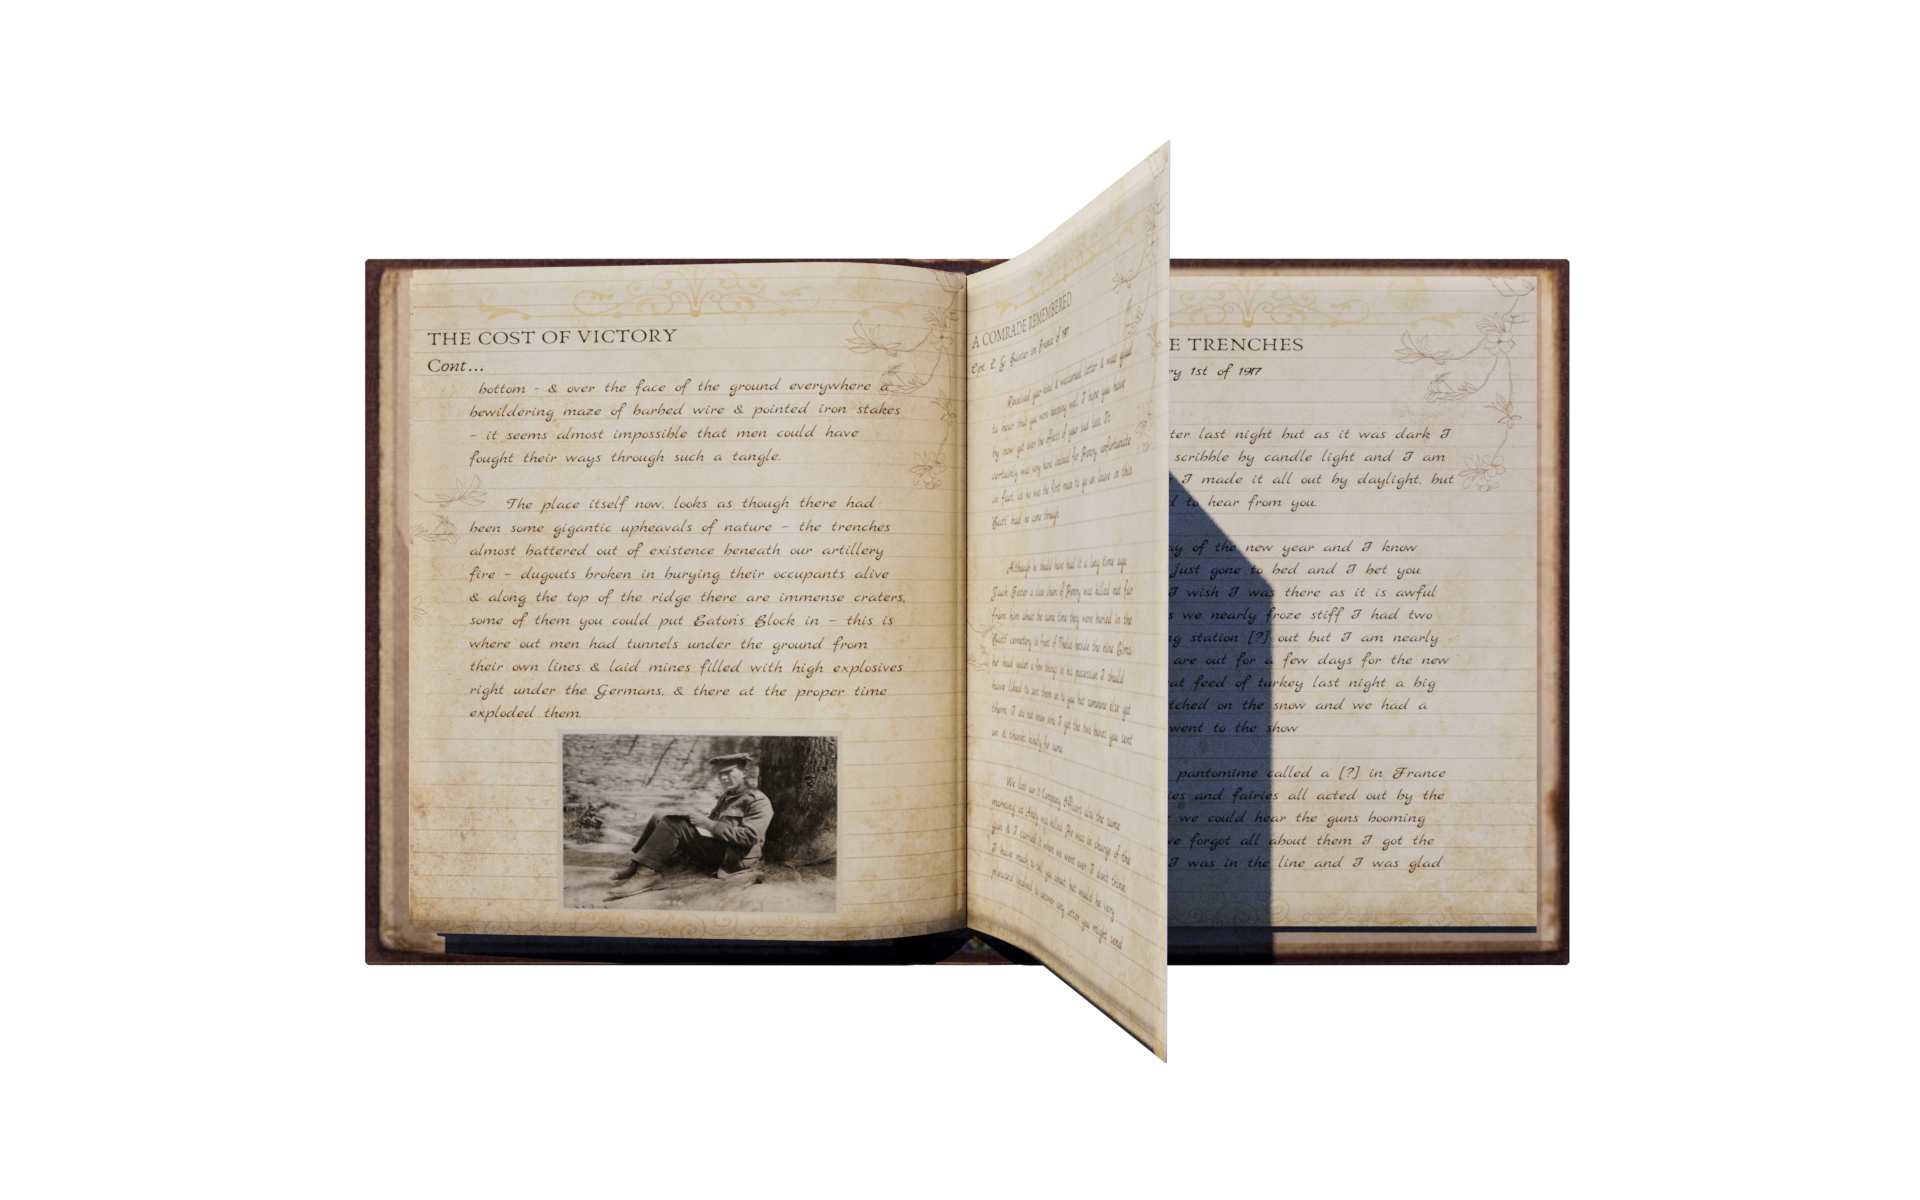 THE COST OF VICTORY
Cont...
bottom - & over the face of the ground everywhere a
bewildering maze of barbed wire & pointed iron stakes
- it seems almost impossible that men could have
fought their ways through such a tangle.
The place itself now, looks as though there had
been some gigantic upheavals of nature - the trenches
almost battered out of existence beneath our artillery
fire - dugouts broken in burying their occupants alive
& along the top of the ridge there are immense craters,
some of them you could put Eaton's Block in - this is
where out men had tunnels under the ground from
their own lines & laid mines filled with high explosives
right under the Germans, & there at the proper time
exploded them.
A COMRADE REMEMBERED
in France of 1917
Received your kind & welcomed letter & was glad
to hear that you were keeping well. I hope you have
by now got over the effects of your sad loss. It
certainly was very hard indeed for Harry, unfortunate
in fact, as he was the first man to go on leave in this
Batt' had he come through.
Although he should have had it a long time ago
Jack Foster a close chum of Harry was killed not far
from him about the same time they were buried in the
Batt' cemetery in front of Thelus beside the nine Elms
he had under a few things in his possession I should
have liked to sent them on to you but someone else got
them. I do not know who. I got the two boxes you sent
on & thanks kindly for same.
We lost our Company Officers also the same
morning as Andy was killed. He was in charge of the
gun & I carried it when we went over. I don't think
I have much to tell you about, but would be very
pleased indeed to answer any letter you might send
E TRENCHES
ry 1st of 1917
ter last night but as it was dark I
scribble by candle light and I am
I made it all out by daylight, but
d to hear from you.
ay of the new year and I know
just gone to bed and I bet you
I wish I was there as it is awful
s we nearly froze stiff I had two
ng station [?] out but I am nearly
are out for a few days for the new
at feed of turkey last night a big
tched on the snow and we had a
went to the show
pantomime called a [?] in France
ies and fairies all acted out by the
we could hear the guns booming
ve forgot all about them I got the
I was in the line and I was glad